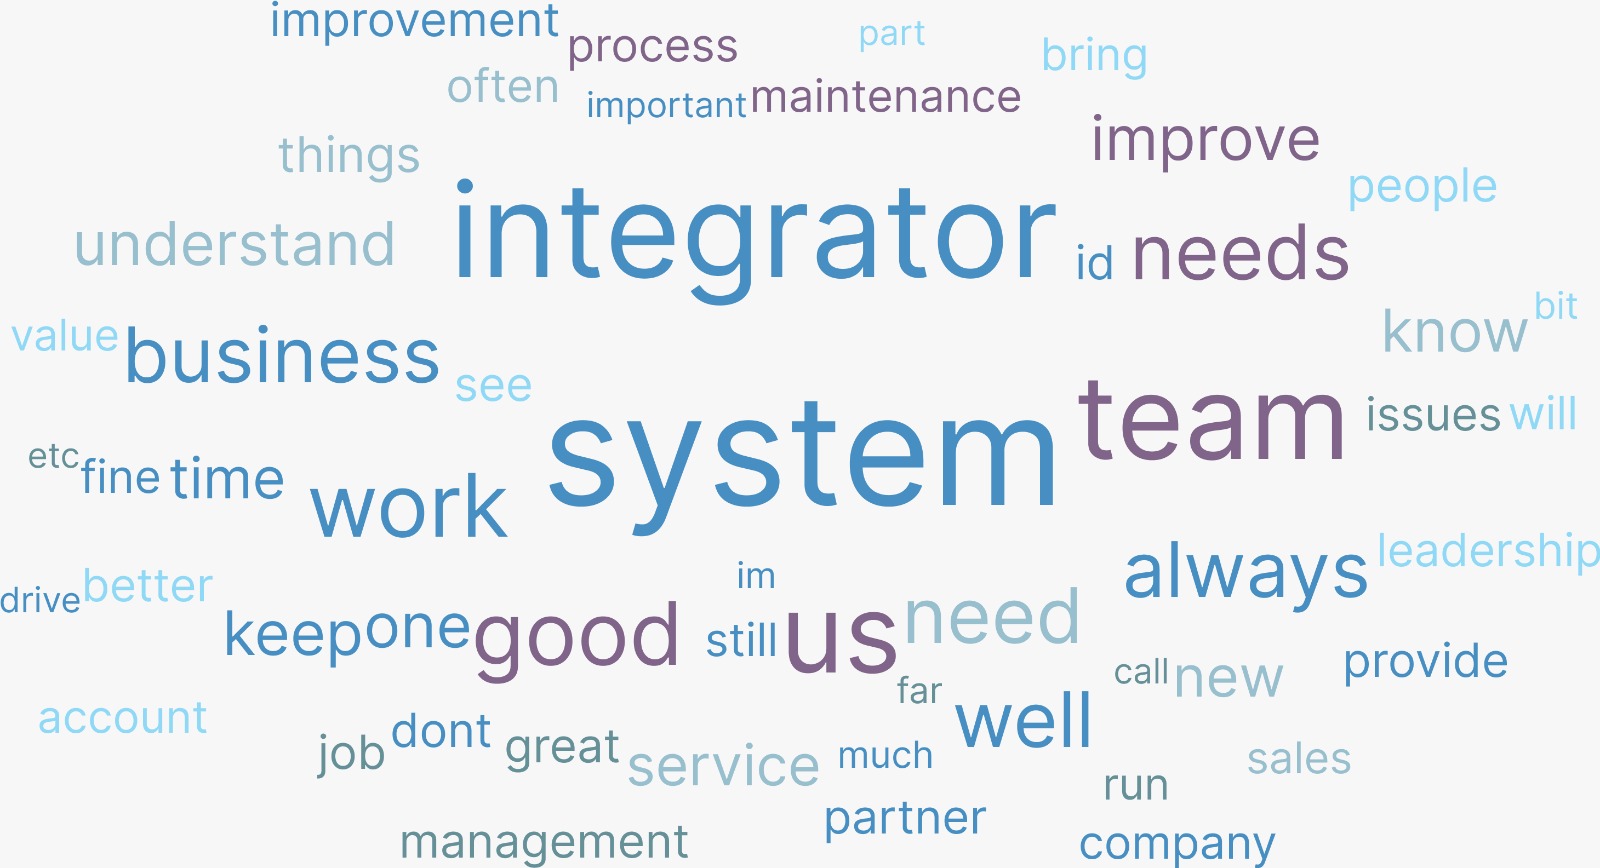 improvement
process
part
bring
often
important
maintenance
improve
things
people
understand
integrator
id
needs
value
business
see
know
bit
system
team
issues
will
etc
fine
time
work
always
leadership
drive
better
im
keep
one
good
still
us
need
far
call
new
provide
account
job
dont
great
service
much
well
sales
run
management
partner
company